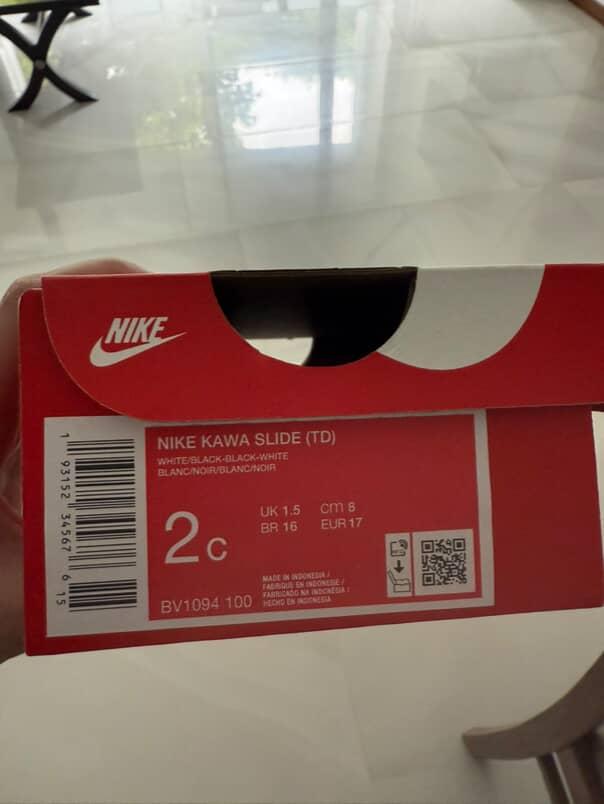 NIKE
NIKE KAWA SLIDE (TD)
WHITE/BLACK-BLACK-WHITE
BLANC/NOIR/BLANC/NOIR
2C
UK 1.5 cm 8
BR 16 EUR 17
MADE IN INDONESIA /
FABRIQUÉ EN INDONESIE /
FABRICADO NA INDONÉSIA /
HECHO EN INDONESIA
BV1094 100
1 93152 34567 6 15